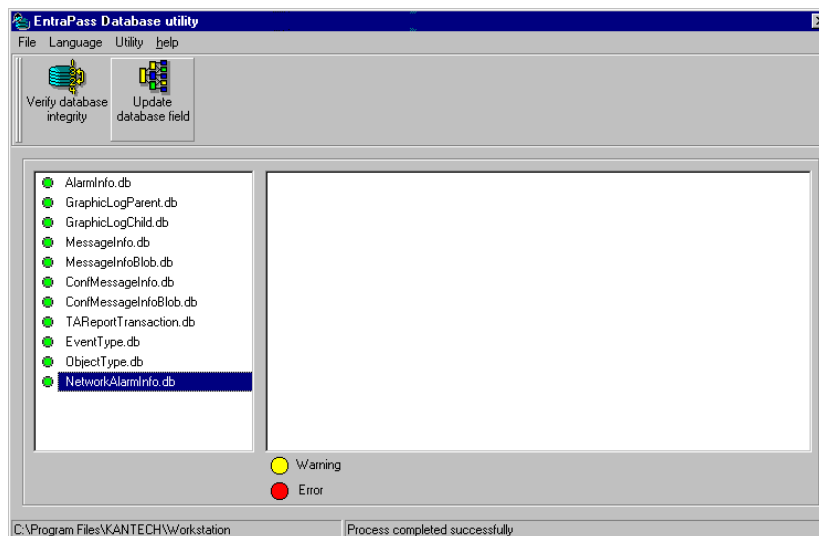 EntraPass Database utility
File Language Utility help
Verify database
integrity
Update
database field
AlarmInfo.db
GraphicLogParent.db
GraphicLogChild.db
MessageInfo.db
MessageInfoBlob.db
ConfMessageInfo.db
ConfMessageInfoBlob.db
TAReportTransaction.db
EventType.db
ObjectType.db
NetworkAlarmInfo.db
Warning
Error
C:\Program Files\KANTECH\Workstation
Process completed successfully